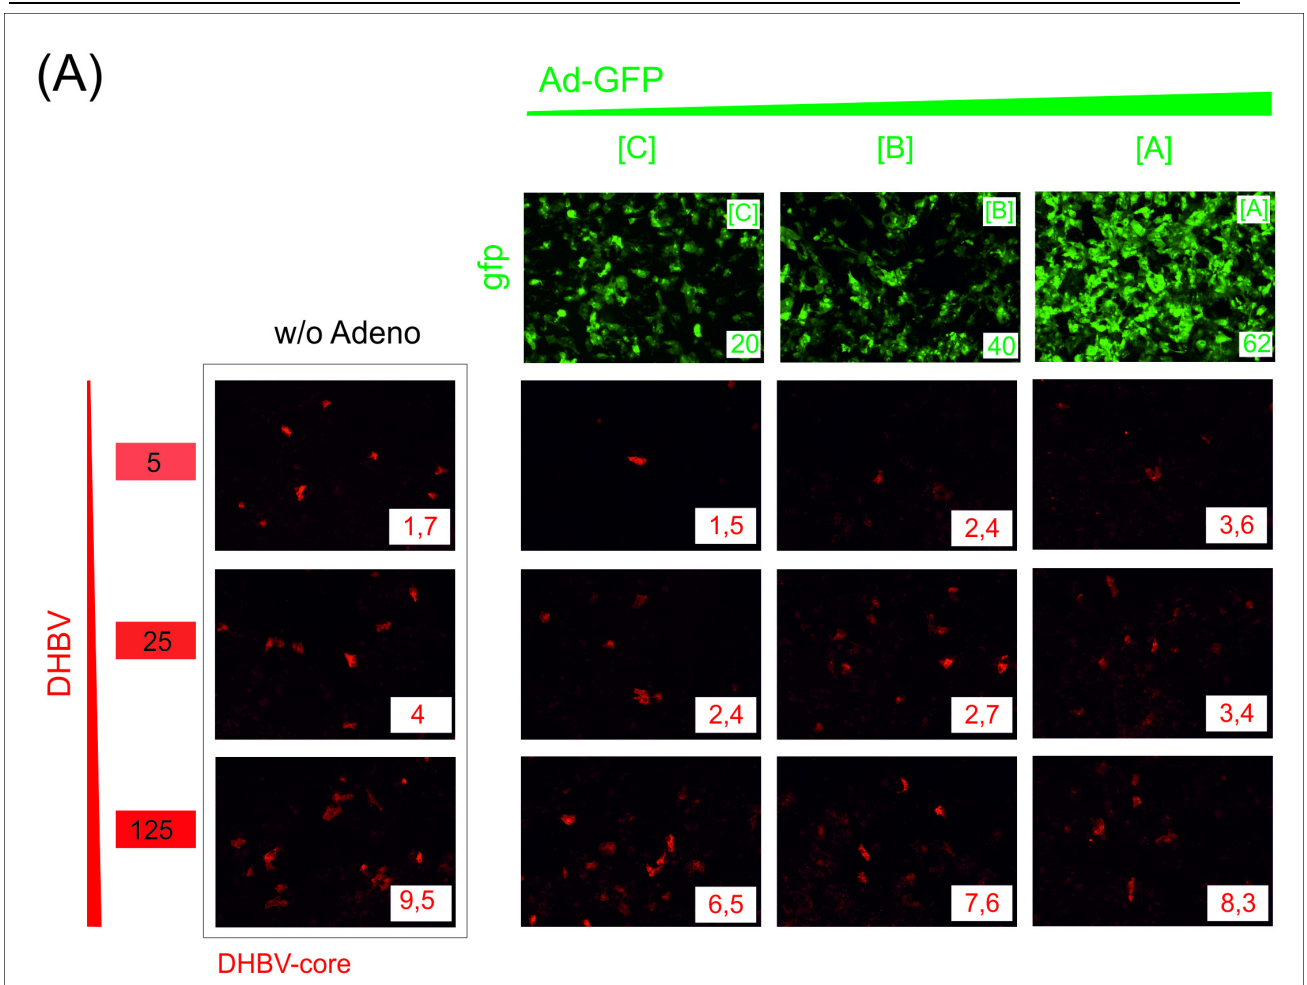 (A)
Ad-GFP
[C] [B] [A]
gfp
[C] [B] [A]
20 40 62
w/o Adeno
DHBV
5
1,7 1,5 2,4 3,6
25
4 2,4 2,7 3,4
125
9,5 6,5 7,6 8,3
DHBV-core